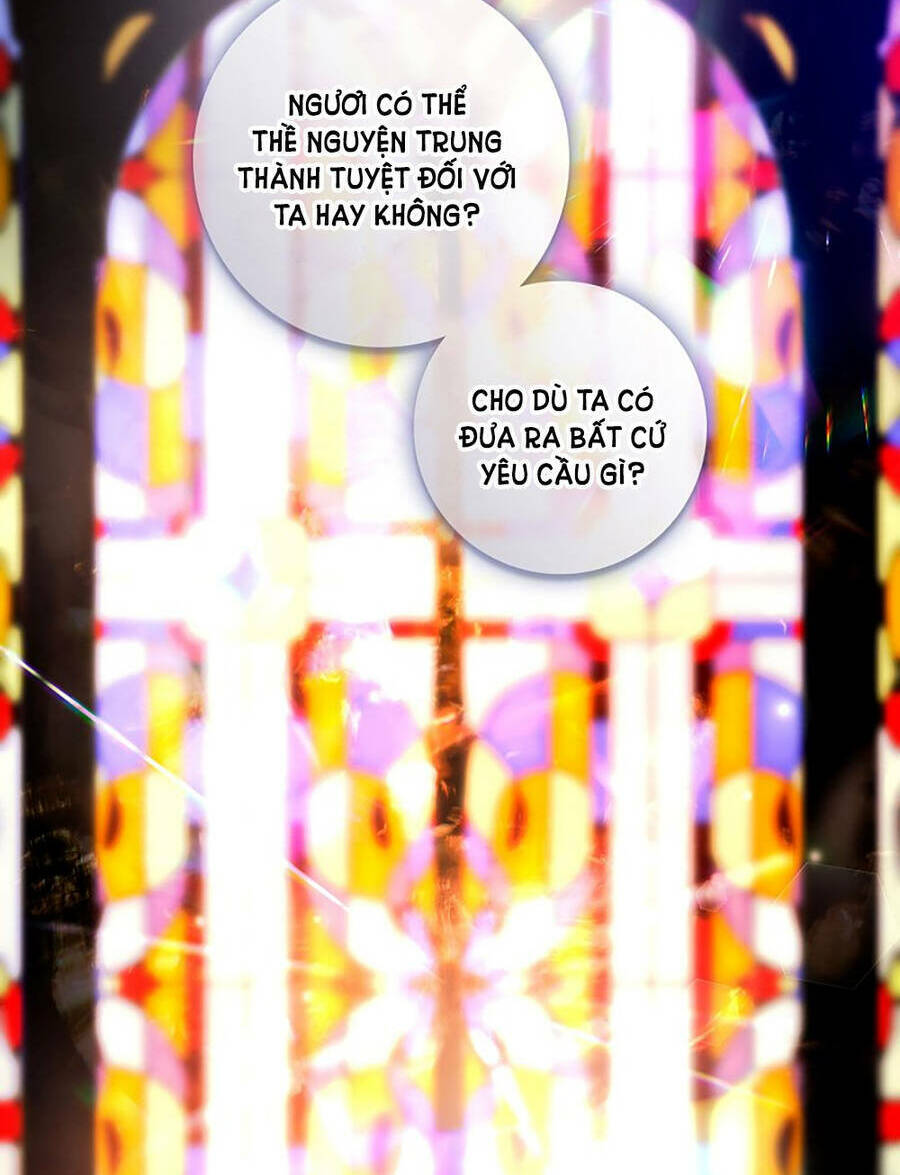 NGƯƠI CÓ THỂ
THỀ NGUYỆN TRUNG
THÀNH TUYỆT ĐỐI VỚI
TA HAY KHÔNG?
CHO DÙ TA CÓ
ĐƯA RA BẤT CỨ
YÊU CẦU GÌ?